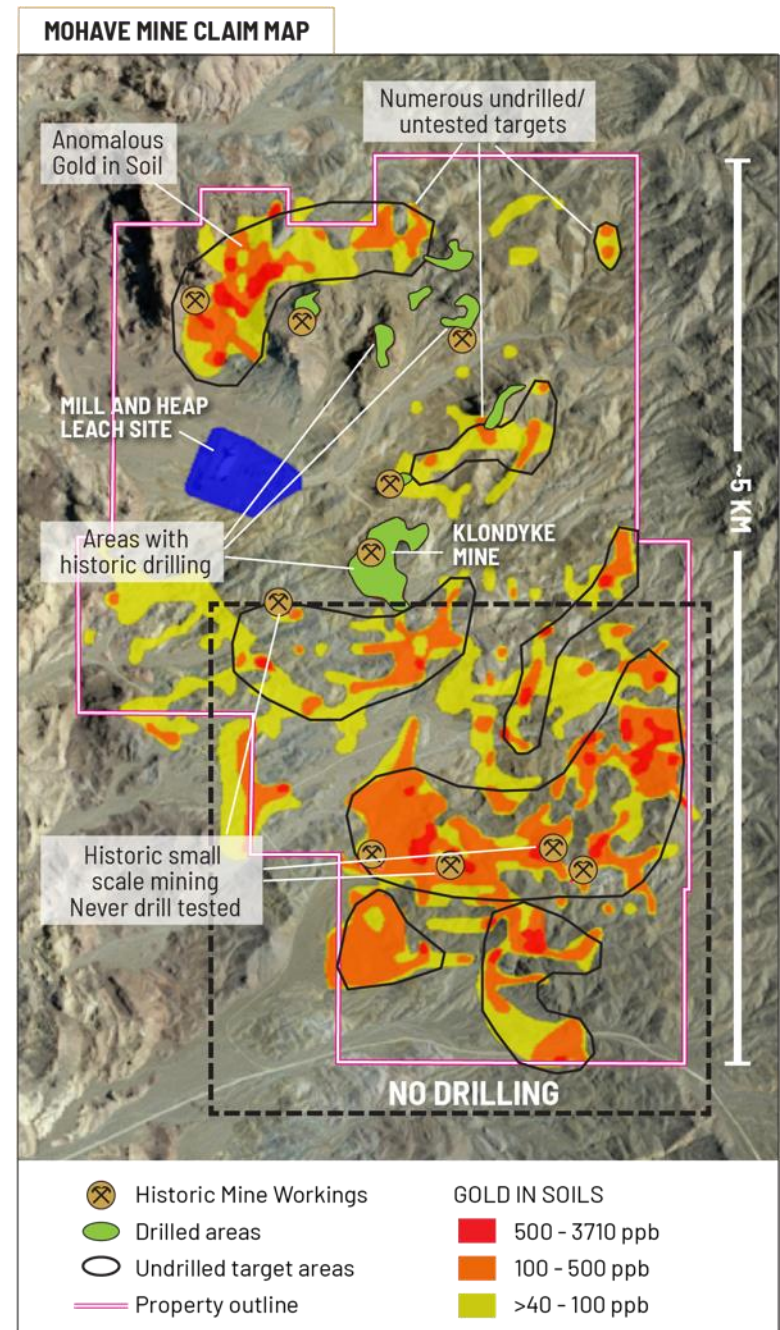 MOHAVE MINE CLAIM MAP
Numerous undrilled/
untested targets
Anomalous
Gold in Soil
MILL AND HEAP
LEACH SITE
~5 KM
Areas with
historic drilling
KLONDYKE
MINE
Historic small
scale mining
Never drill tested
NO DRILLING
Historic Mine Workings
Drilled areas
Undrilled target areas
Property outline
GOLD IN SOILS
500 - 3710 ppb
100 - 500 ppb
>40 - 100 ppb